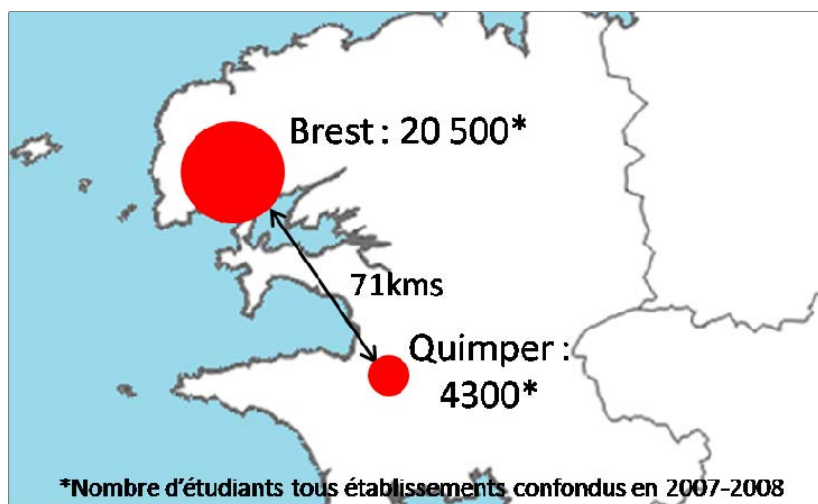 Brest : 20 500*
71kms
Quimper :
4300*
*Nombre d'étudiants tous établissements confondus en 2007-2008